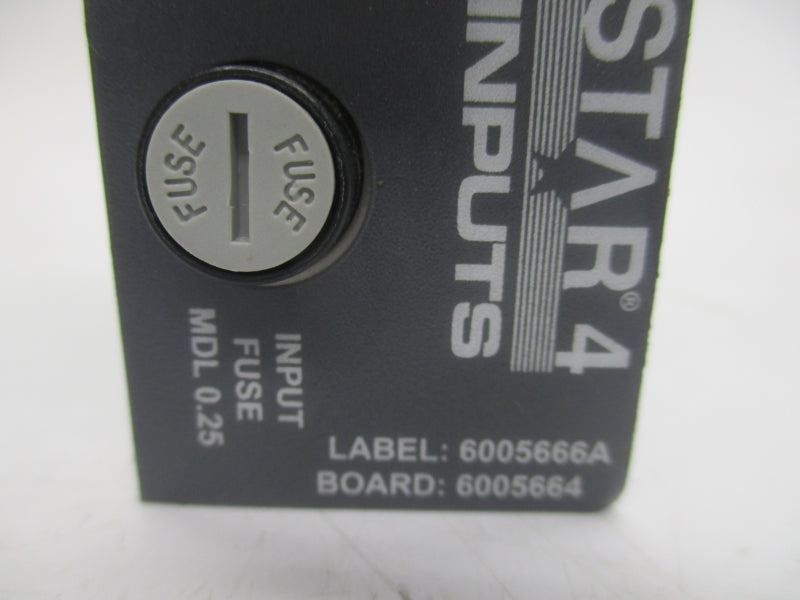 STAR® 4
INPUTS
FUSE
FUSE
INPUT
FUSE
MDL 0.25
LABEL: 6005666A
BOARD: 6005664